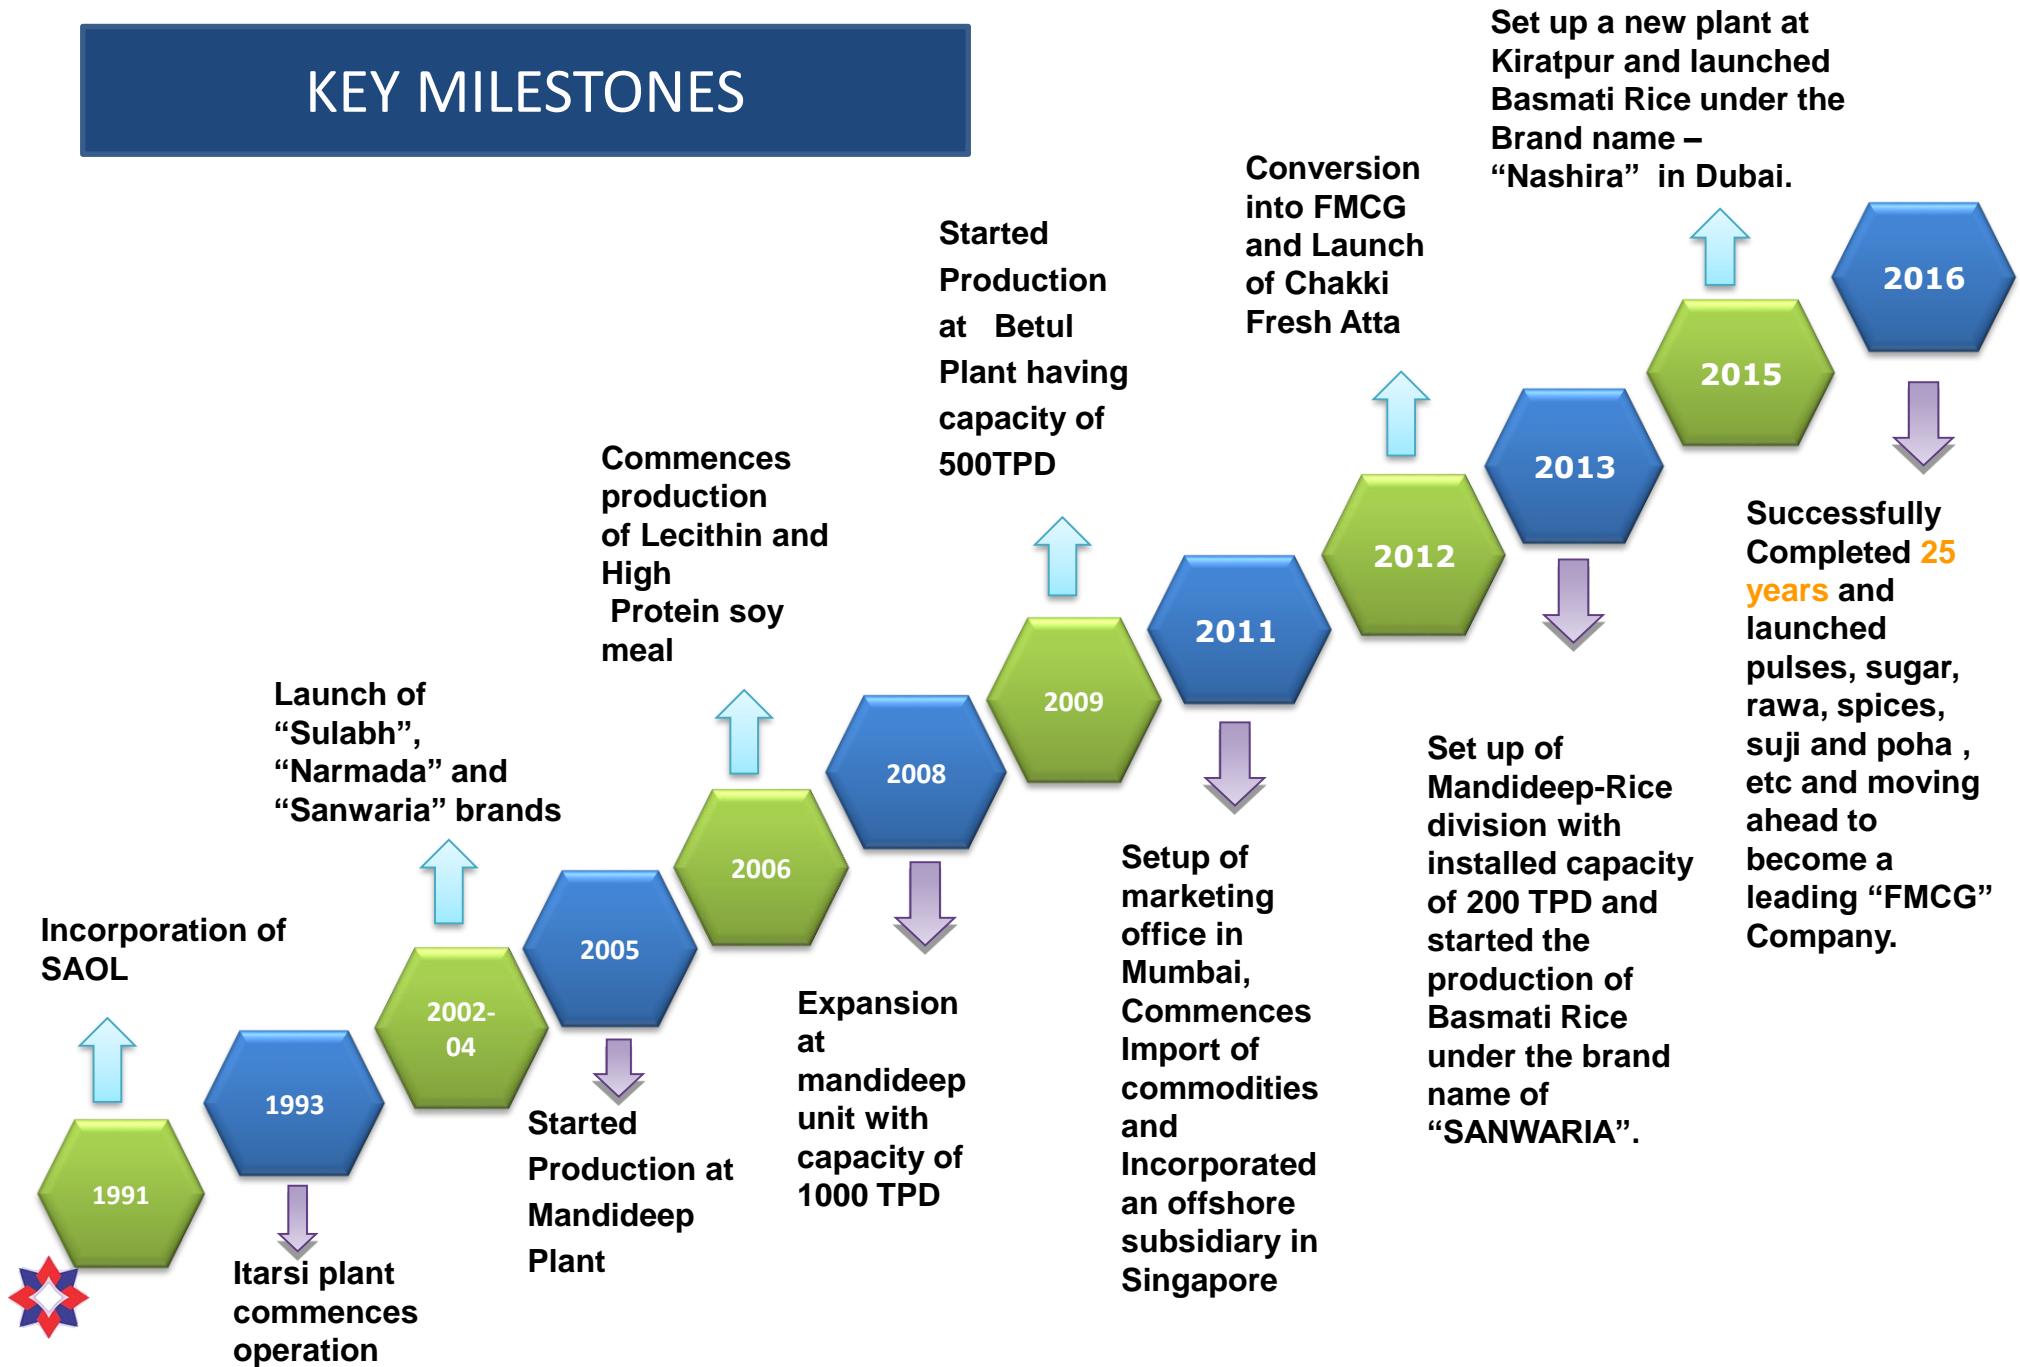 KEY MILESTONES
1991
Incorporation of
SAOL
1993
Itarsi plant
commences
operation
2002-
04
Launch of
“Sulabh”,
“Narmada” and
“Sanwaria” brands
2005
Started
Production at
Mandideep
Plant
2006
Commences
production
of Lecithin and
High
Protein soy
meal
2008
Expansion
at
mandideep
unit with
capacity of
1000 TPD
2009
Started
Production
at Betul
Plant having
capacity of
500TPD
2011
Setup of
marketing
office in
Mumbai,
Commences
Import of
commodities
and
Incorporated
an offshore
subsidiary in
Singapore
2012
Conversion
into FMCG
and Launch
of Chakki
Fresh Atta
2013
Set up of
Mandideep-Rice
division with
installed capacity
of 200 TPD and
started the
production of
Basmati Rice
under the brand
name of
“SANWARIA”.
2015
Set up a new plant at
Kiratpur and launched
Basmati Rice under the
Brand name –
“Nashira” in Dubai.
2016
Successfully
Completed 25
years and
launched
pulses, sugar,
rawa, spices,
suji and poha ,
etc and moving
ahead to
become a
leading “FMCG”
Company.